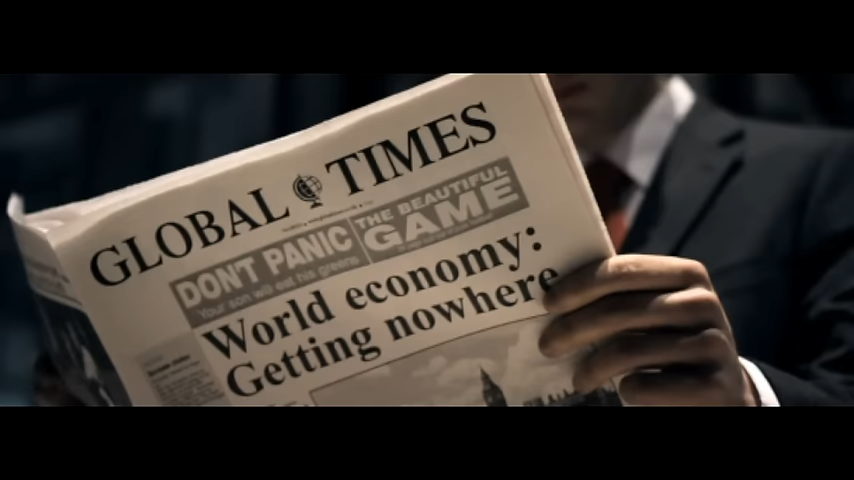 GLOBAL TIMES
DON'T PANIC
Your son will eat his greens
THE BEAUTIFUL
GAME
World economy:
Getting nowhere